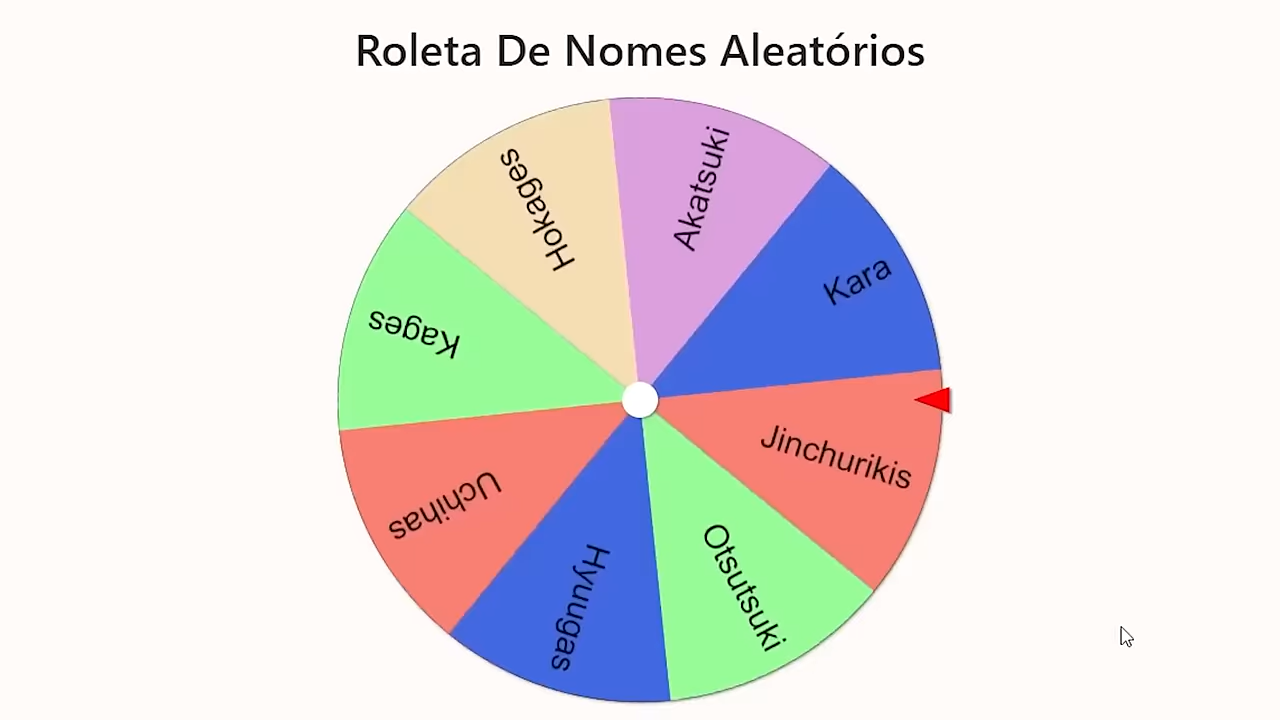 Roleta De Nomes Aleatórios
Akatsuki
Kara
Jinchurikis
Otsutsuki
Hyuugas
Uchihas
Kages
Hokages